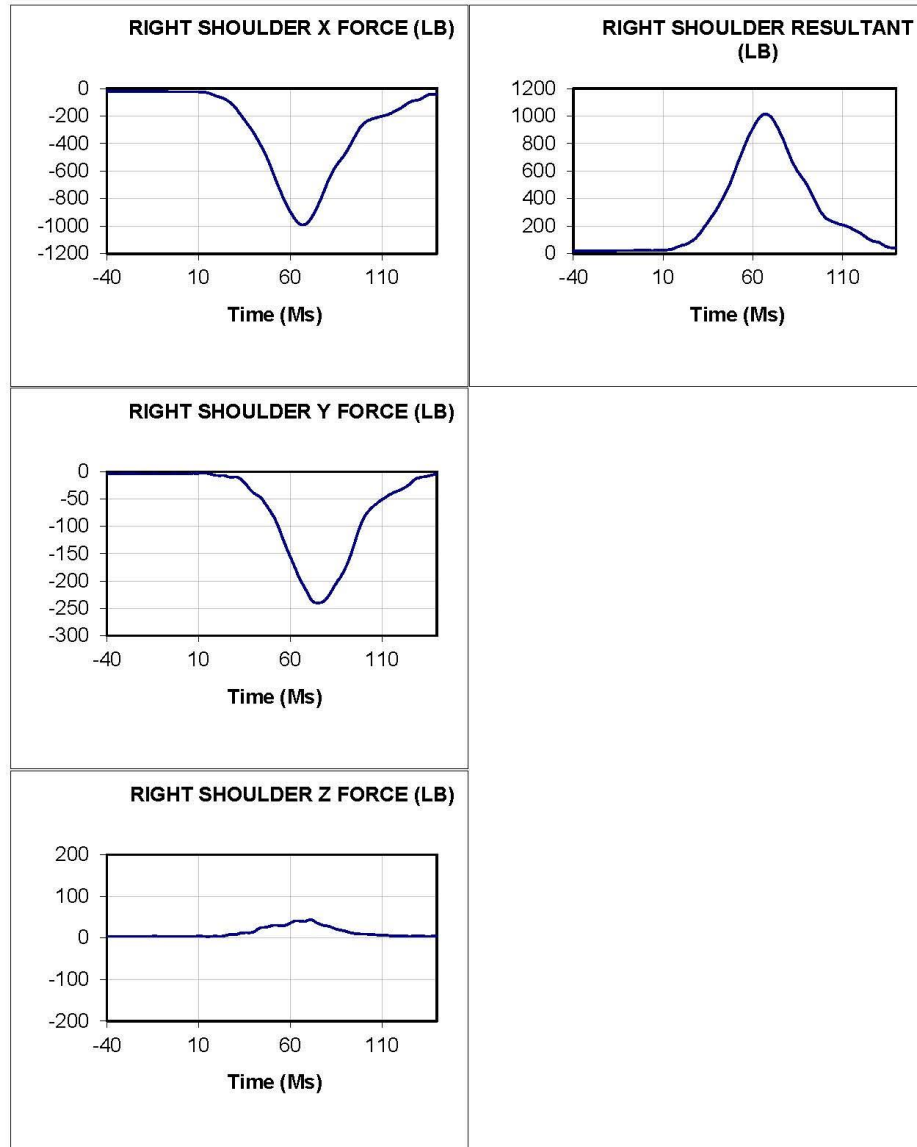 RIGHT SHOULDER X FORCE (LB)
0
-200
-400
-600
-800
-1000
-1200
-40 10 60 110
Time (Ms)
RIGHT SHOULDER RESULTANT
(LB)
1200
1000
800
600
400
200
0
-40 10 60 110
Time (Ms)
RIGHT SHOULDER Y FORCE (LB)
0
-50
-100
-150
-200
-250
-300
-40 10 60 110
Time (Ms)
RIGHT SHOULDER Z FORCE (LB)
200
100
0
-100
-200
-40 10 60 110
Time (Ms)